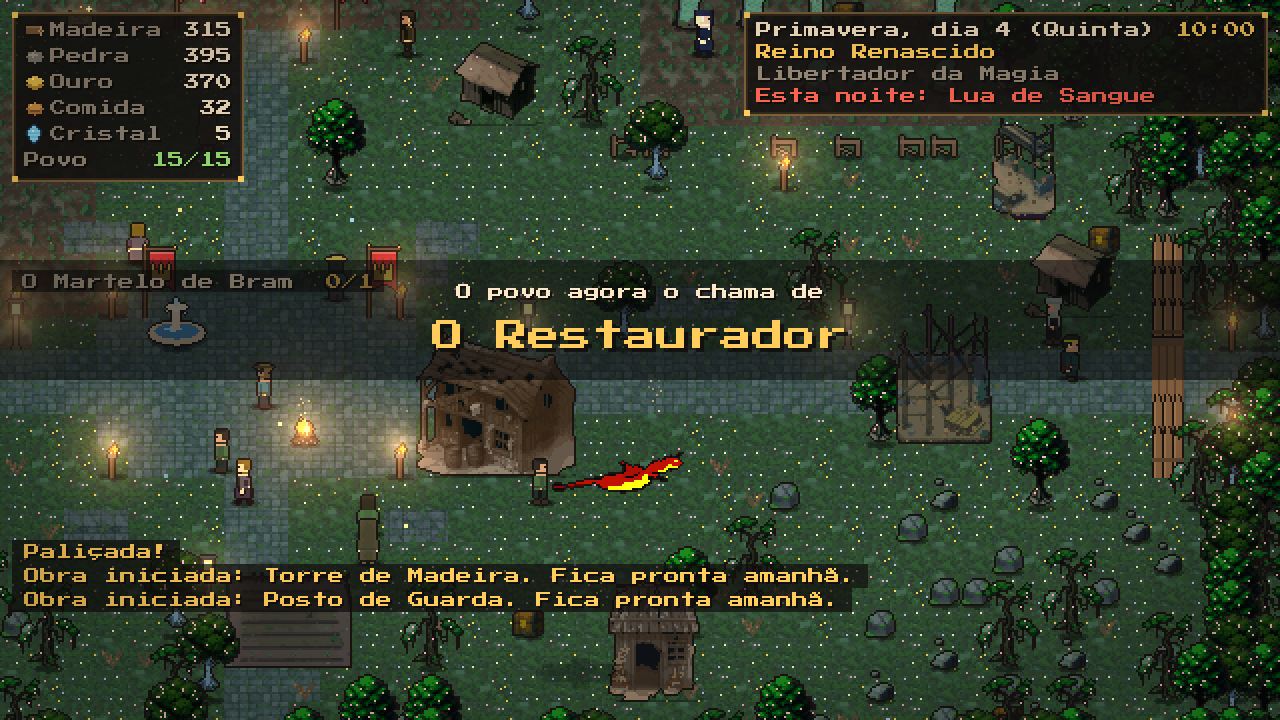 Madeira 315
Pedra 395
Ouro 370
Comida 32
Cristal 5
Povo 15/15
Primavera, dia 4 (Quinta) 10:00
Reino Renascido
Libertador da Magia
Esta noite: Lua de Sangue
O Martelo de Bram 0/1
O povo agora o chama de
O Restaurador
Paliçada!
Obra iniciada: Torre de Madeira. Fica pronta amanhã.
Obra iniciada: Posto de Guarda. Fica pronta amanhã.